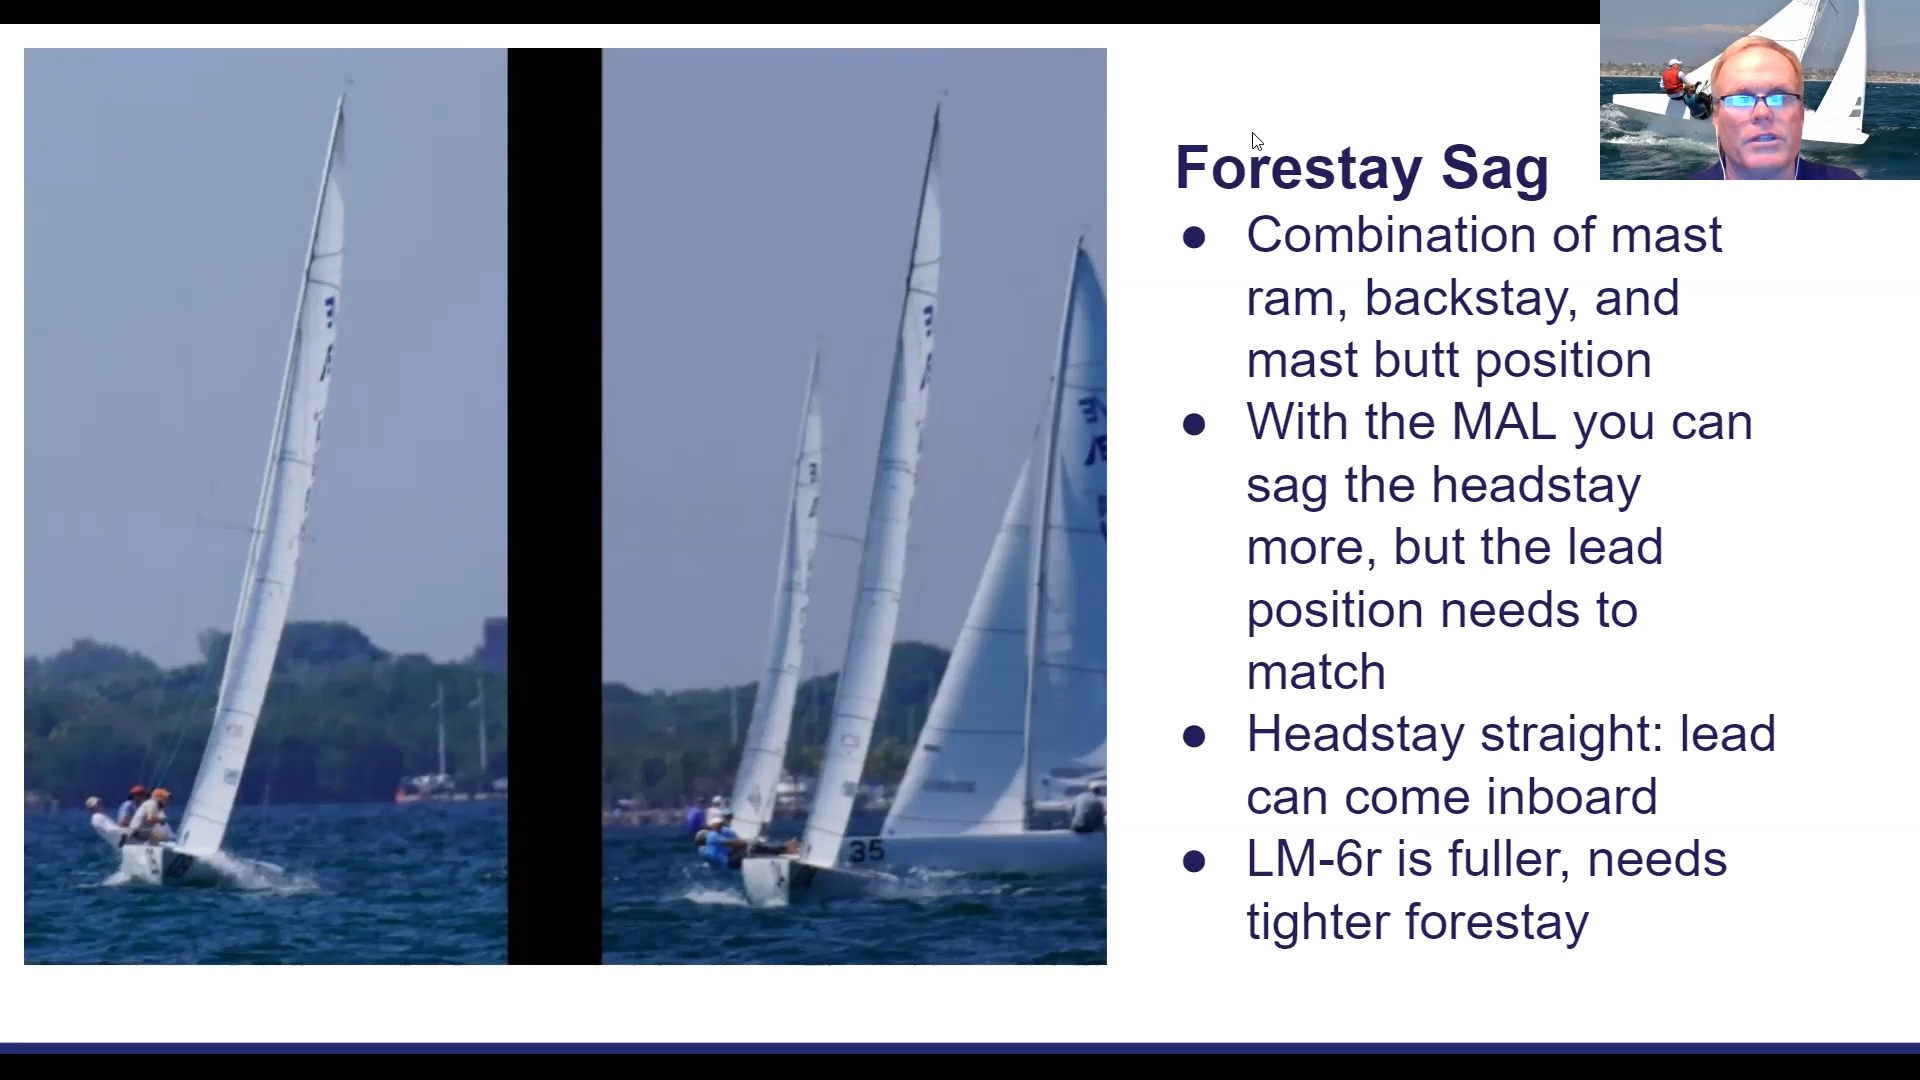 Forestay Sag
● Combination of mast
ram, backstay, and
mast butt position
● With the MAL you can
sag the headstay
more, but the lead
position needs to
match
● Headstay straight: lead
can come inboard
● LM-6r is fuller, needs
tighter forestay
35